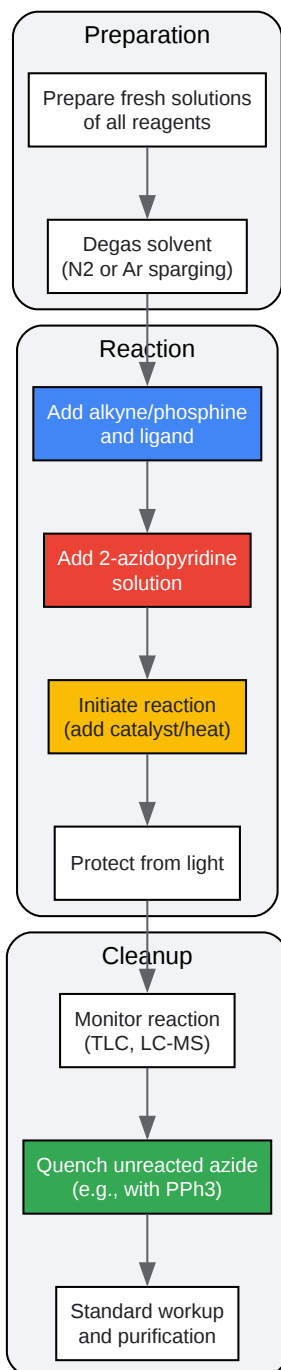 Preparation
Prepare fresh solutions
of all reagents
Degas solvent
(N2 or Ar sparging)
Reaction
Add alkyne/phosphine
and ligand
Add 2-azidopyridine
solution
Initiate reaction
(add catalyst/heat)
Protect from light
Cleanup
Monitor reaction
(TLC, LC-MS)
Quench unreacted azide
(e.g., with PPh3)
Standard workup
and purification